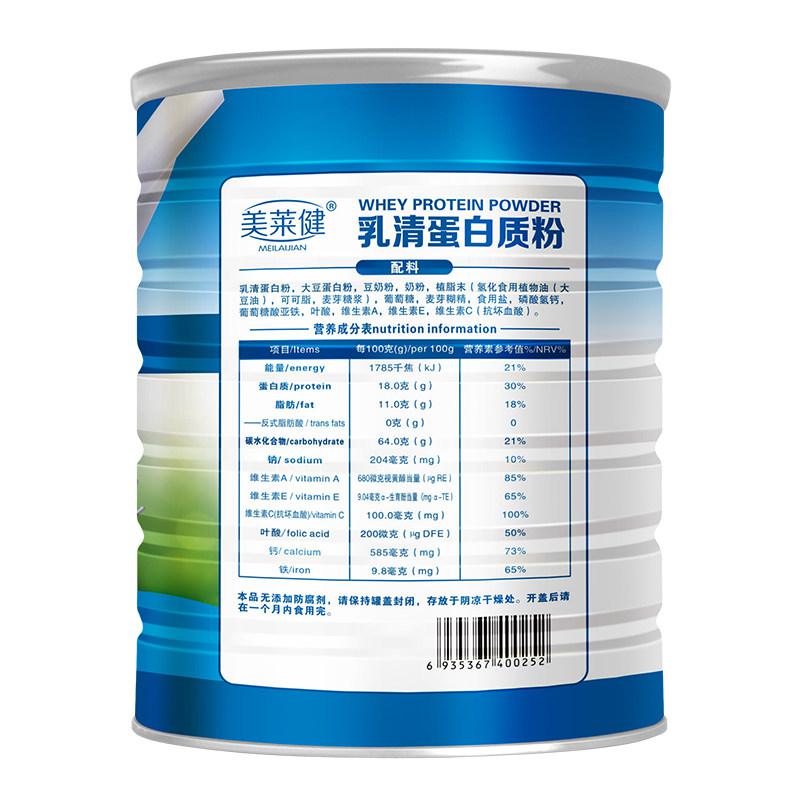 美莱健®
MEILAIJIAN
WHEY PROTEIN POWDER
乳清蛋白质粉
配料
乳清蛋白粉，大豆蛋白粉，豆奶粉，奶粉，植脂末（氢化食用植物油（大
豆油），可可脂，麦芽糖浆），葡萄糖，麦芽糊精，食用盐，磷酸氢钙，
葡萄糖酸亚铁，叶酸，维生素A，维生素E，维生素C（抗坏血酸）。
营养成分表nutrition information
项目/Items 每100克(g)/per 100g 营养素参考值%/NRV%
能量/energy 1785千焦（kJ） 21%
蛋白质/protein 18.0克（g） 30%
脂肪/fat 11.0克（g） 18%
——反式脂肪酸/trans fats 0克（g） 0
碳水化合物/carbohydrate 64.0克（g） 21%
钠/sodium 204毫克（mg） 10%
维生素A/vitamin A 680微克视黄醇当量（μg RE） 85%
维生素E/vitamin E 9.04毫克α-生育酚当量（mg α-TE） 65%
维生素C(抗坏血酸)/vitamin C 100.0毫克（mg） 100%
叶酸/folic acid 200微克（μg DFE） 50%
钙/calcium 585毫克（mg） 73%
铁/iron 9.8毫克（mg） 65%
本品无添加防腐剂，请保持罐盖封闭，存放于阴凉干燥处。开盖后请
在一个月内食用完。
6 935367 400252